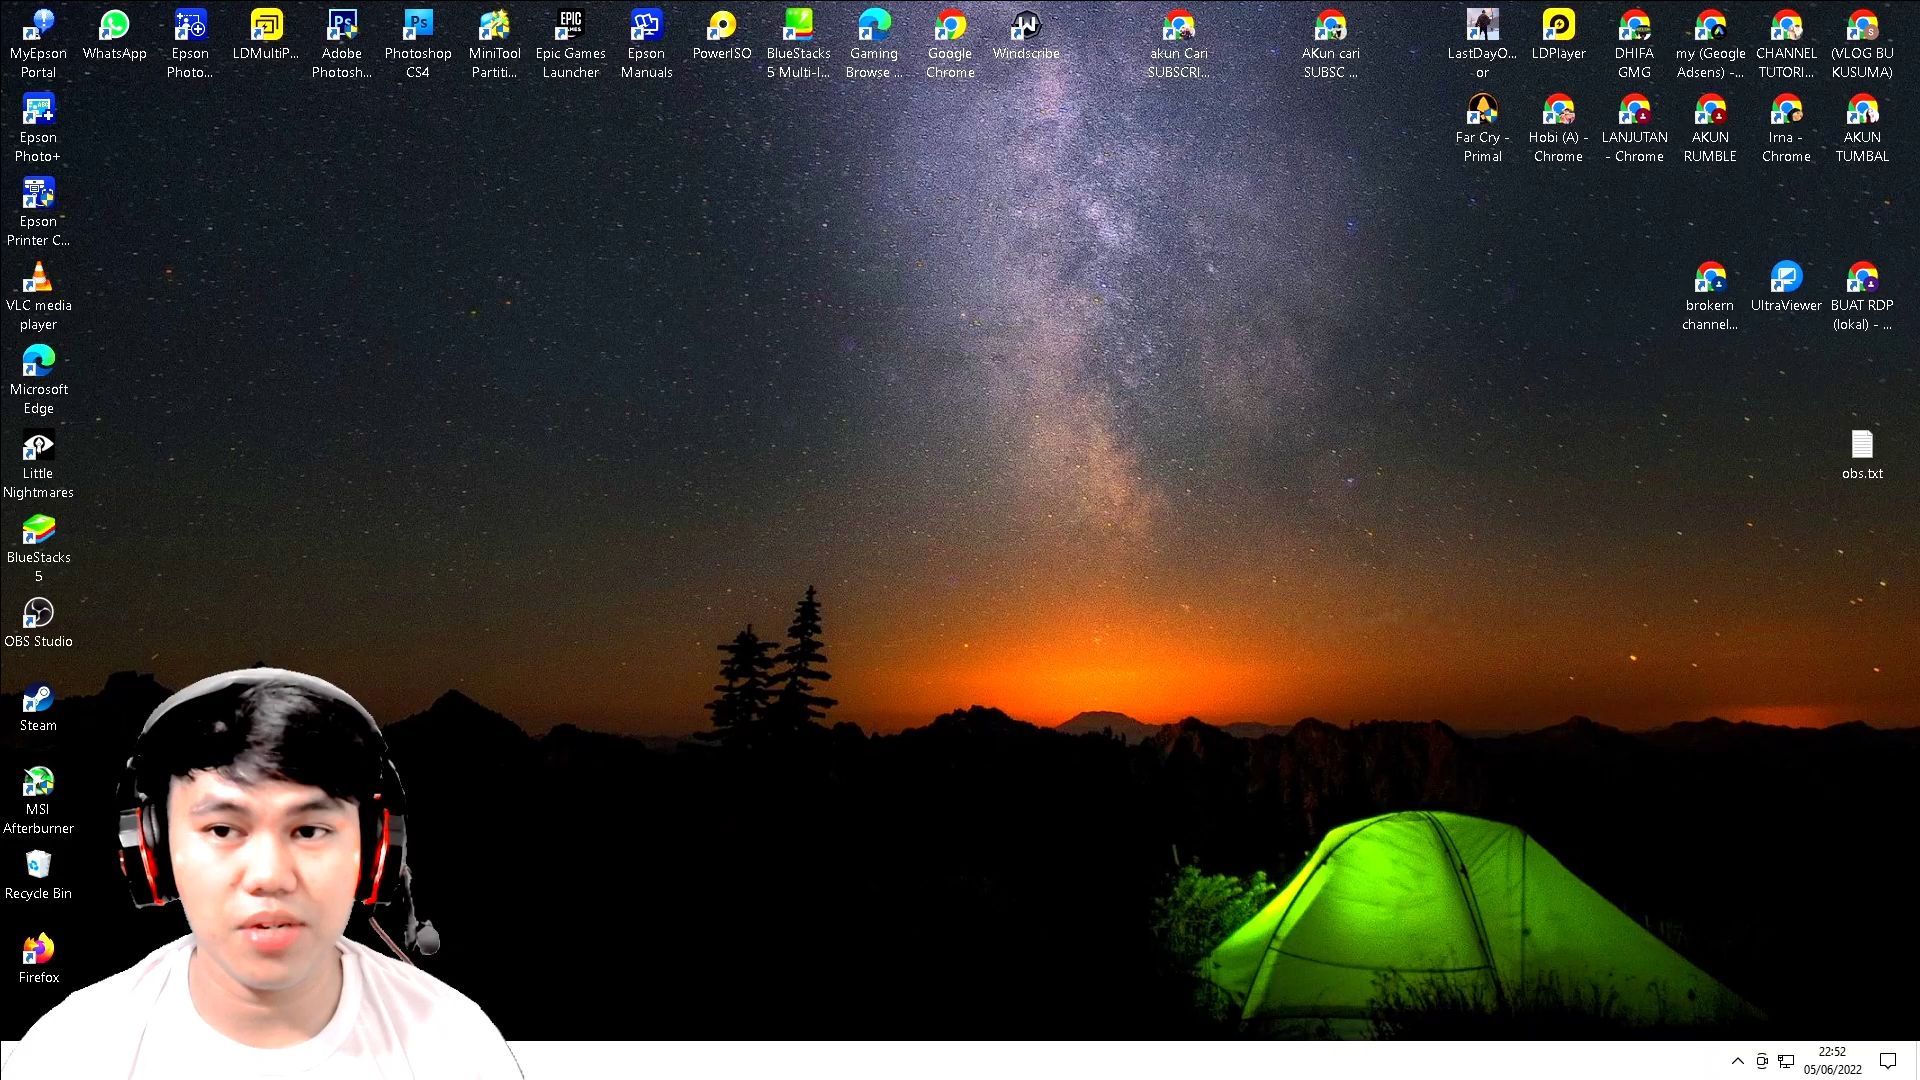 MyEpson
Portal
WhatsApp
Epson
Photo...
LDMultiP...
Adobe
Photosh...
Photoshop
CS4
MiniTool
Partiti...
Epic Games
Launcher
Epson
Manuals
PowerISO
BlueStacks
5 Multi-I...
Gaming
Browse ...
Google
Chrome
Windscribe
akun Cari
SUBSCRI...
AKun cari
SUBSC ...
LastDayO...
or
LDPlayer
DHIFA
GMG
my (Geogle
Adsens) -...
CHANNEL
TUTORI...
(VLOG BU
KUSUMA)
Epson
Photo+
Far Cry -
Primal
Hobi (A) -
Chrome
LANJUTAN
- Chrome
AKUN
RUMBLE
Irna -
Chrome
AKUN
TUMBAL
Epson
Printer C...
VLC media
player
brokern
channel...
UltraViewer
BUAT RDP
(lokal) - ...
Microsoft
Edge
Little
Nightmares
obs.txt
BlueStacks
5
OBS Studio
Steam
MSI
Afterburner
Recycle Bin
Firefox
22:52
05/06/2022